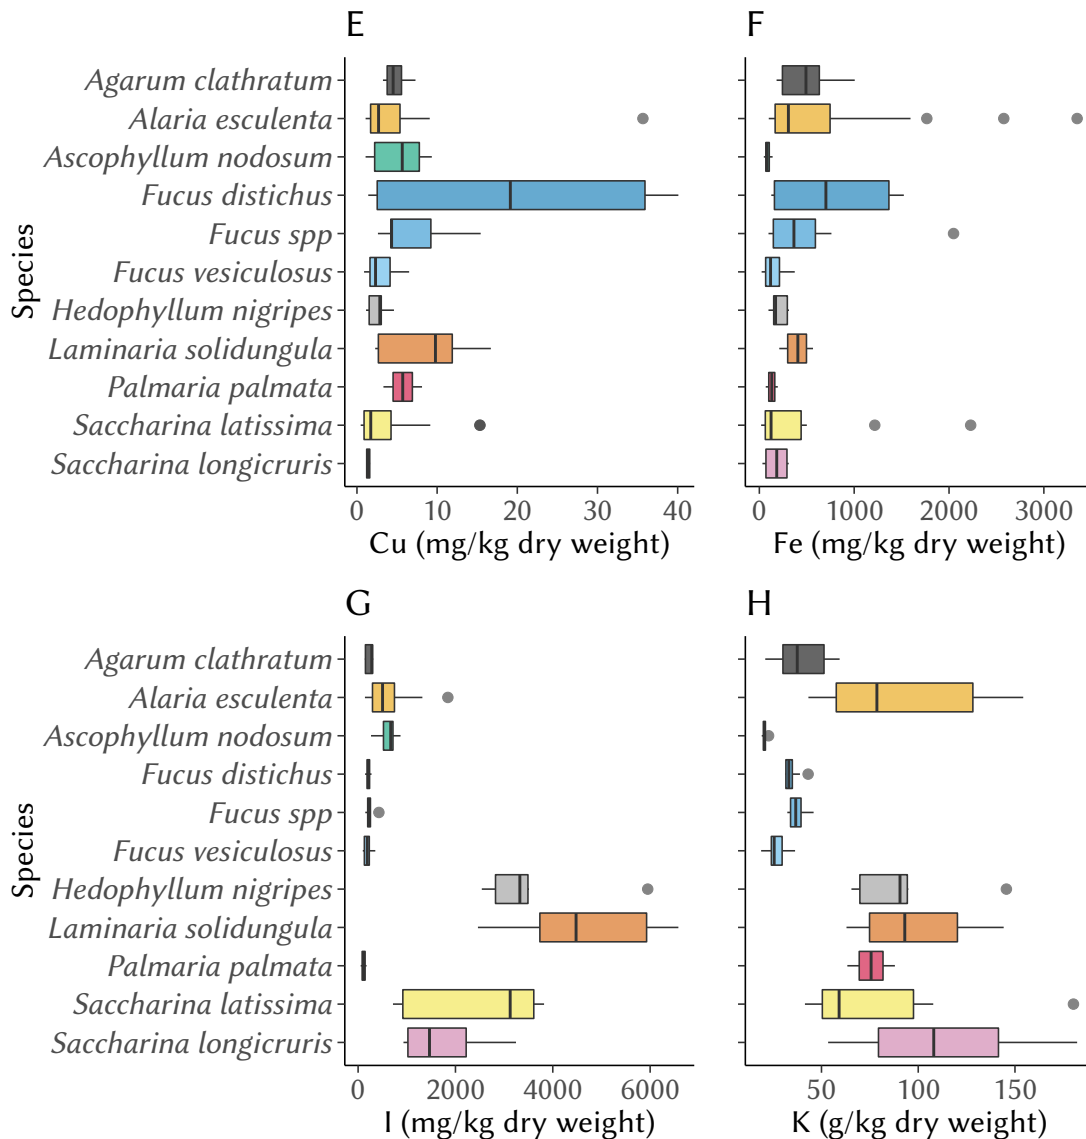 E
F
Species
Agarum clathratum
Alaria esculenta
Ascophyllum nodosum
Fucus distichus
Fucus spp
Fucus vesiculosus
Hedophyllum nigripes
Laminaria solidungula
Palmaria palmata
Saccharina latissima
Saccharina longicruris
0 10 20 30 40
0 1000 2000 3000
Cu (mg/kg dry weight)
Fe (mg/kg dry weight)
G
H
Species
Agarum clathratum
Alaria esculenta
Ascophyllum nodosum
Fucus distichus
Fucus spp
Fucus vesiculosus
Hedophyllum nigripes
Laminaria solidungula
Palmaria palmata
Saccharina latissima
Saccharina longicruris
0 2000 4000 6000
50 100 150
I (mg/kg dry weight)
K (g/kg dry weight)